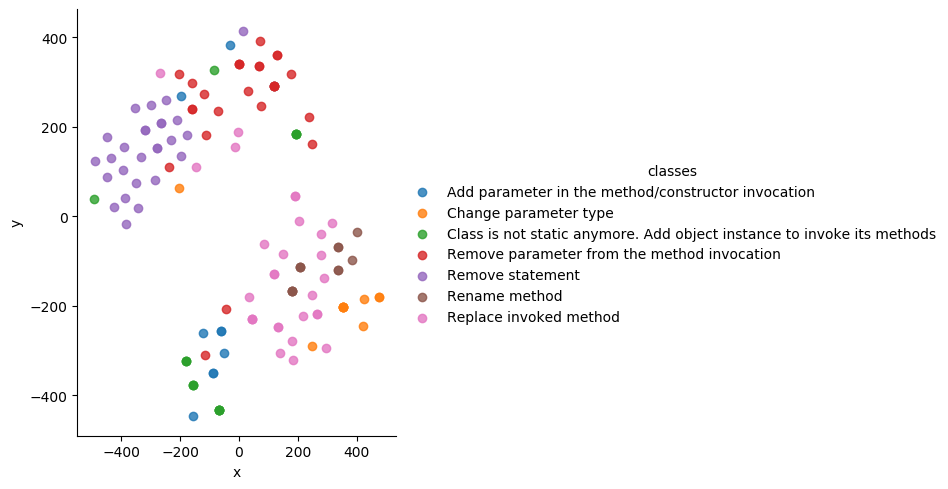 400
200
0
−200
−400
y
−400
−200
0
200
400
x
classes
Add parameter in the method/constructor invocation
Change parameter type
Class is not static anymore. Add object instance to invoke its methods
Remove parameter from the method invocation
Remove statement
Rename method
Replace invoked method